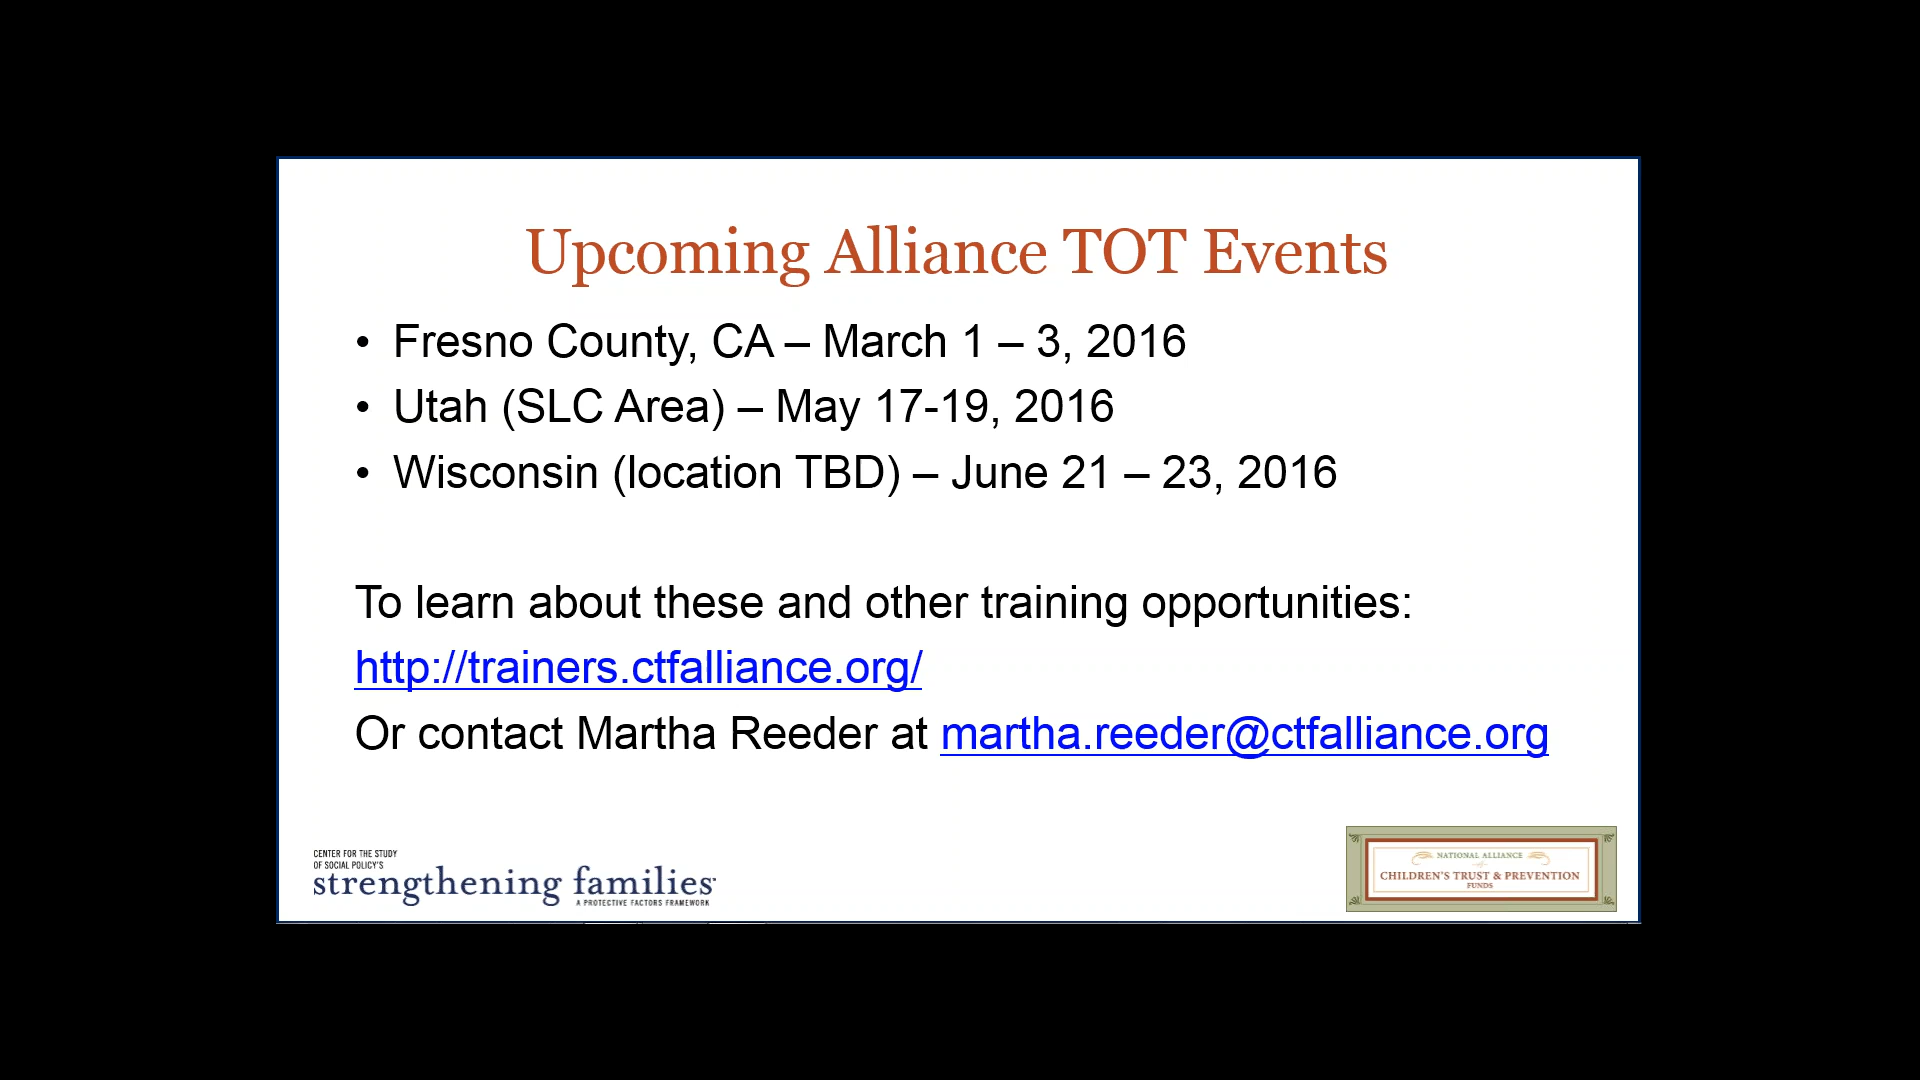 Upcoming Alliance TOT Events
• Fresno County, CA – March 1 – 3, 2016
• Utah (SLC Area) – May 17-19, 2016
• Wisconsin (location TBD) – June 21 – 23, 2016
To learn about these and other training opportunities:
http://trainers.ctfalliance.org/
Or contact Martha Reeder at martha.reeder@ctfalliance.org
CENTER FOR THE STUDY
OF SOCIAL POLICY'S
strengthening families
A PROTECTIVE FACTORS FRAMEWORK
NATIONAL ALLIANCE
CHILDREN'S TRUST & PREVENTION
FUNDS